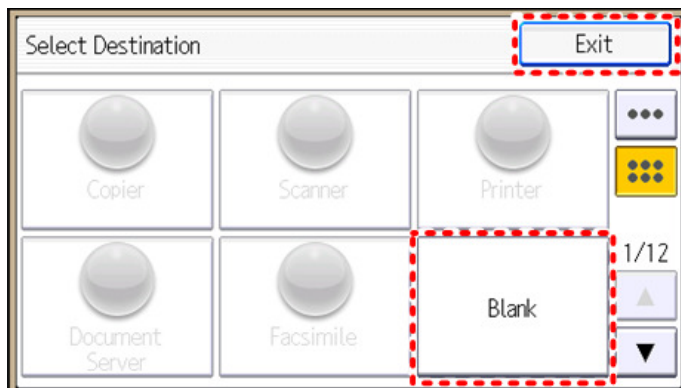 Select Destination
Exit
Copier
Scanner
Printer
Document
Server
Facsimile
Blank
1/12